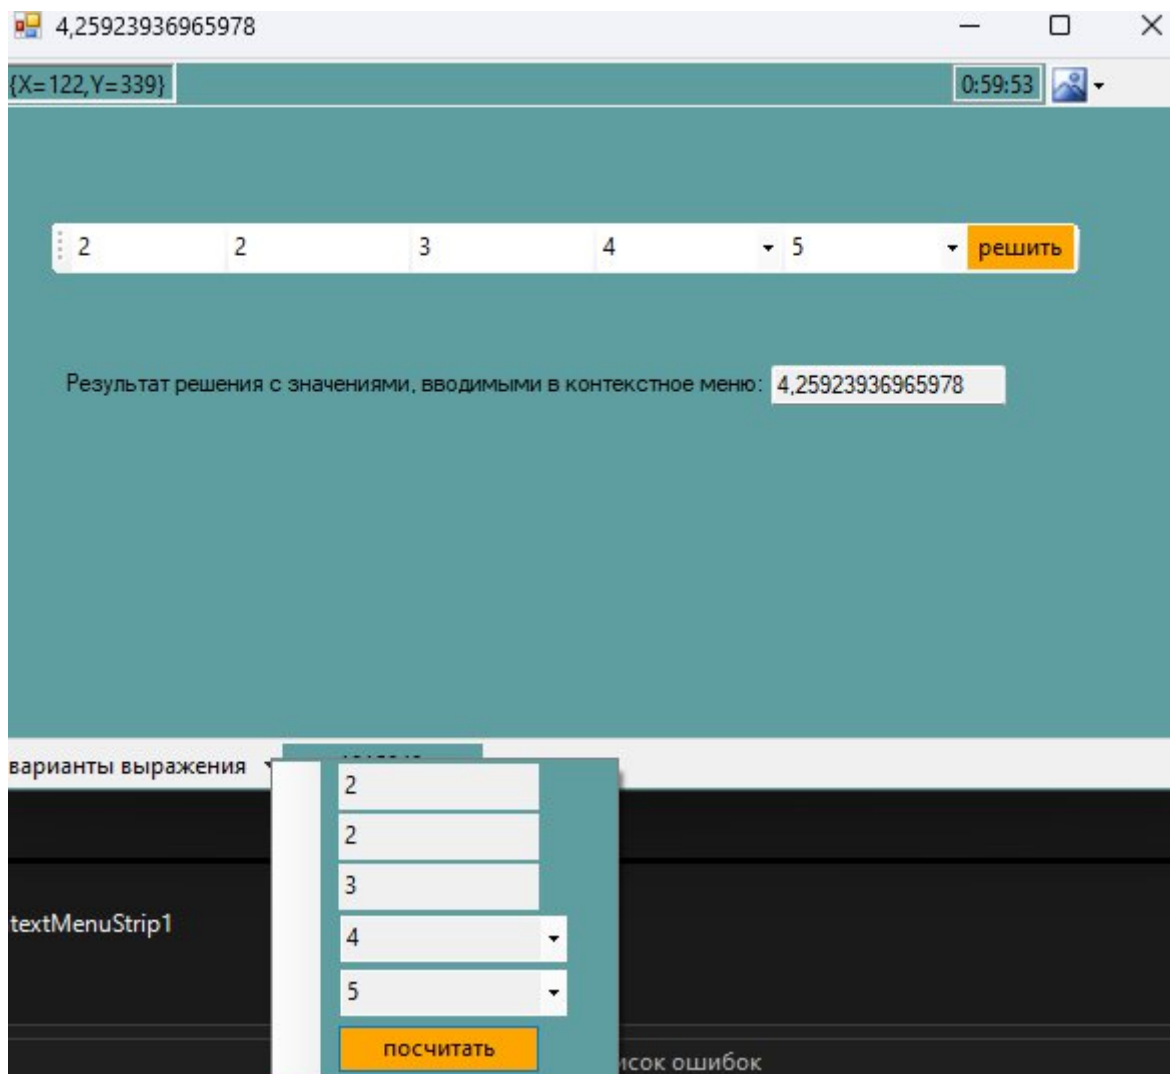 4,25923936965978
{X=122,Y=339} 0:59:53
2 2 3 4 5 решить
Результат решения с значениями, вводимыми в контекстное меню: 4,25923936965978
варианты выражения
2
2
3
textMenuStrip1
4
5
посчитать
исок ошибок